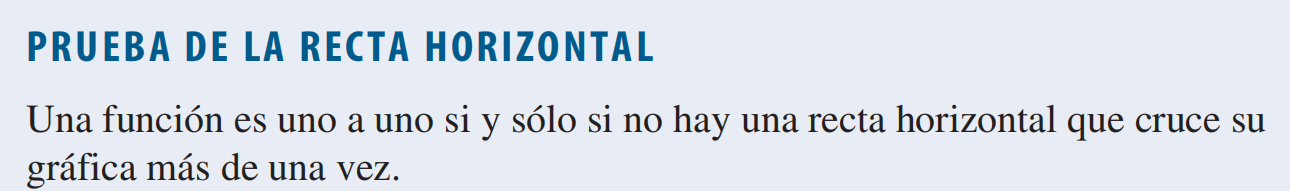 PRUEBA DE LA RECTA HORIZONTAL
Una función es uno a uno si y sólo si no hay una recta horizontal que cruce su
gráfica más de una vez.